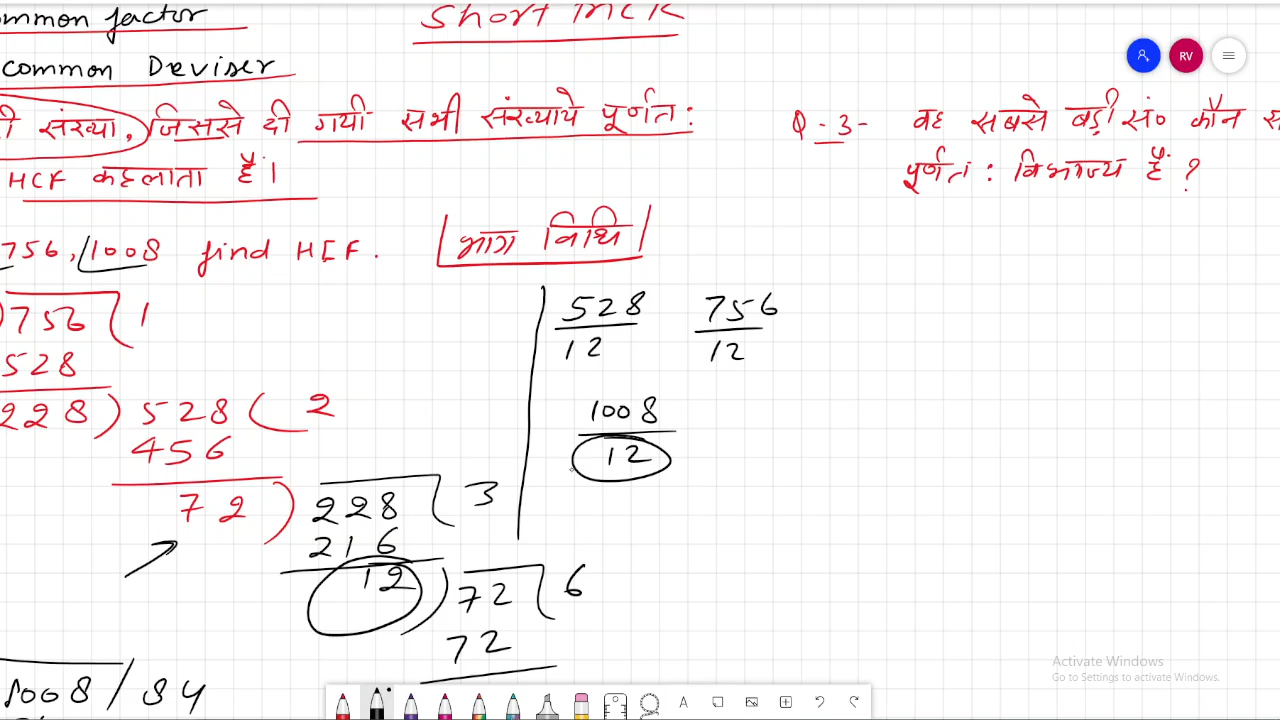 ommon factor
Short Trick
common Deviser
संख्या, जिससे दी गयी सभी संख्याये पूर्णत:
HCF कहलाता है।
756, 1008 find HCF.
भाग विधि
756 ( 1
528
228 ) 528 ( 2
456
72 ) 228 ( 3
216
12 ) 72 ( 6
72
1008 / 84
528 756
12 12
1008
12
Q-3- वह सबसे बड़ी सं० कौन स
पूर्णत: विभाज्य है ?
RV
A
Activate Windows
Go to Settings to activate Windows.